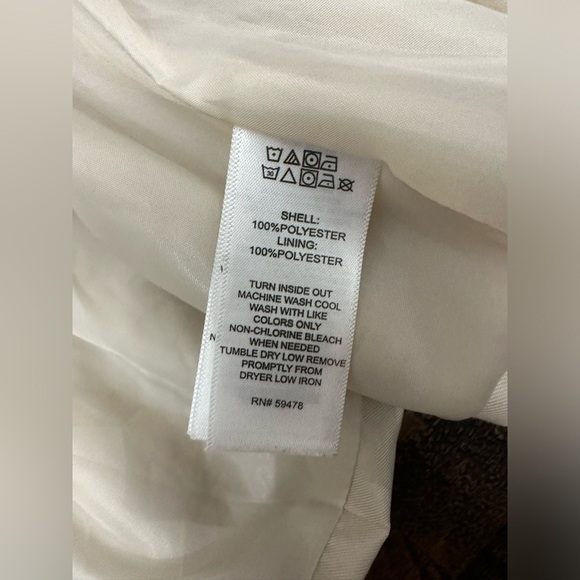 30
SHELL:
100%POLYESTER
LINING:
100%POLYESTER
TURN INSIDE OUT
MACHINE WASH COOL
WASH WITH LIKE
COLORS ONLY
NON-CHLORINE BLEACH
WHEN NEEDED
TUMBLE DRY LOW REMOVE
PROMPTLY FROM
DRYER LOW IRON
RN# 59478